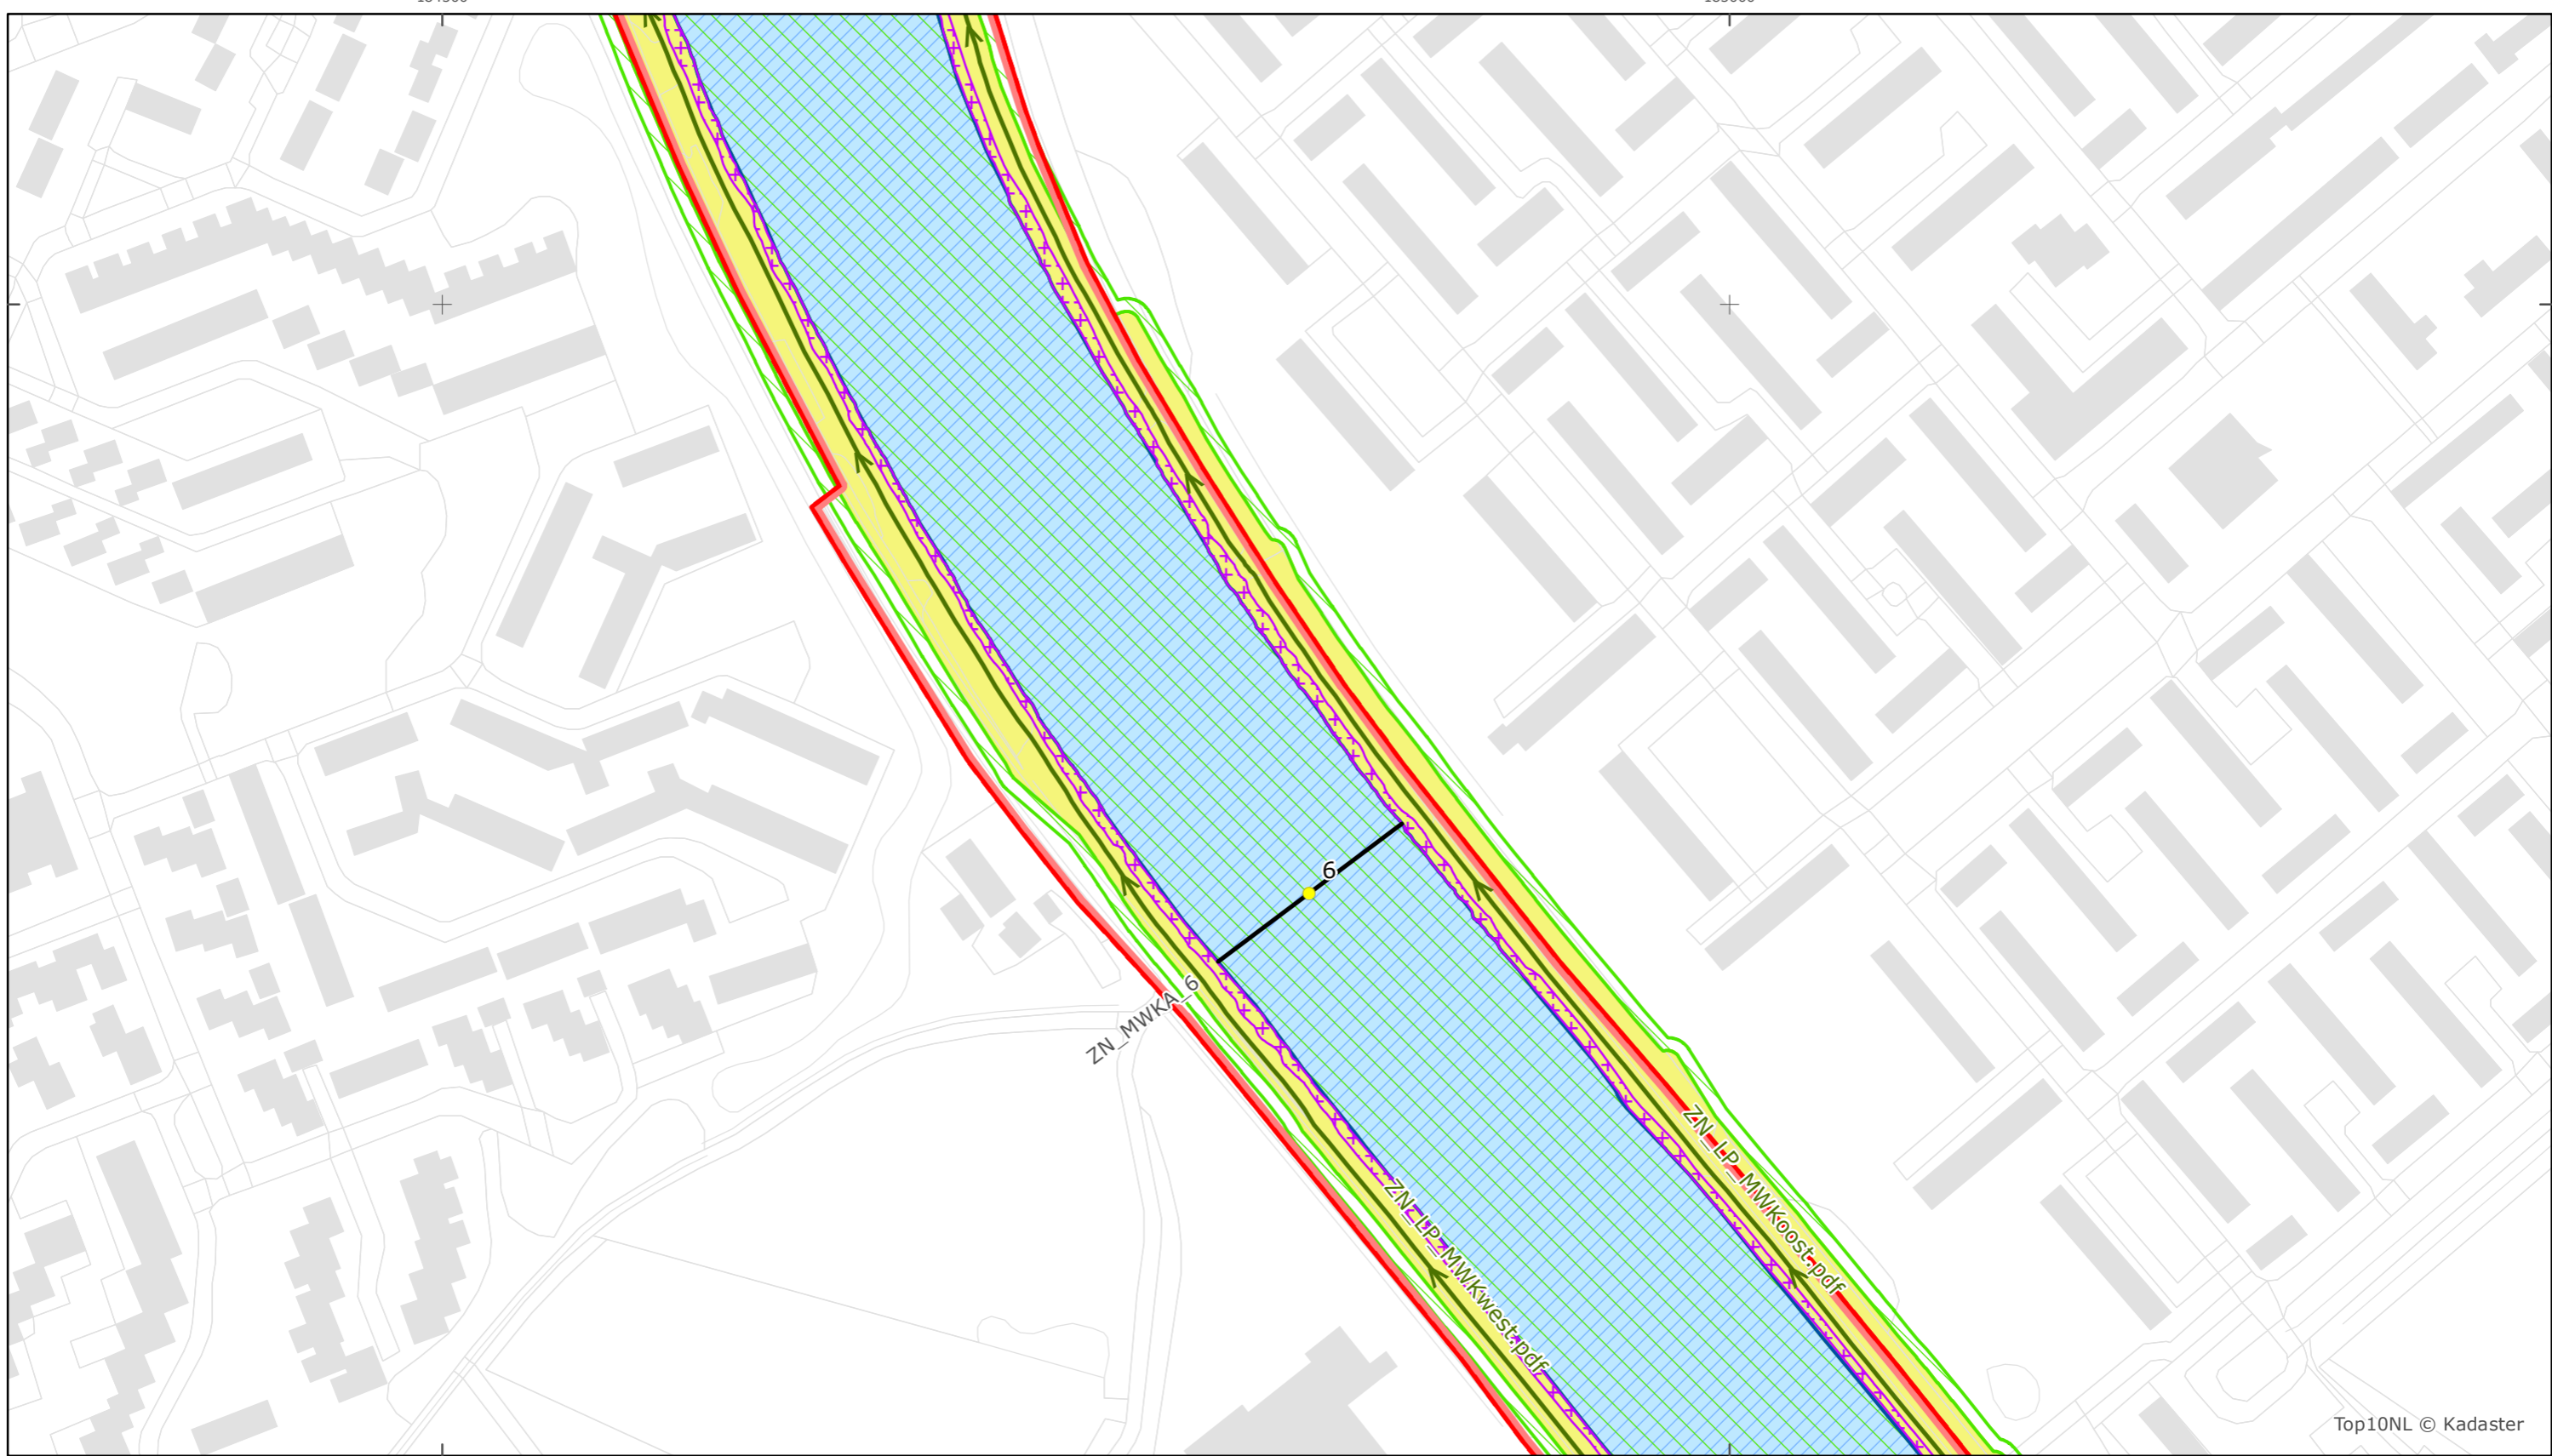 6
ZN_MWKA_6
ZN_LP_MWKoost.pdf
ZN_LP_MWKwest.pdf
Top10NL © Kadaster